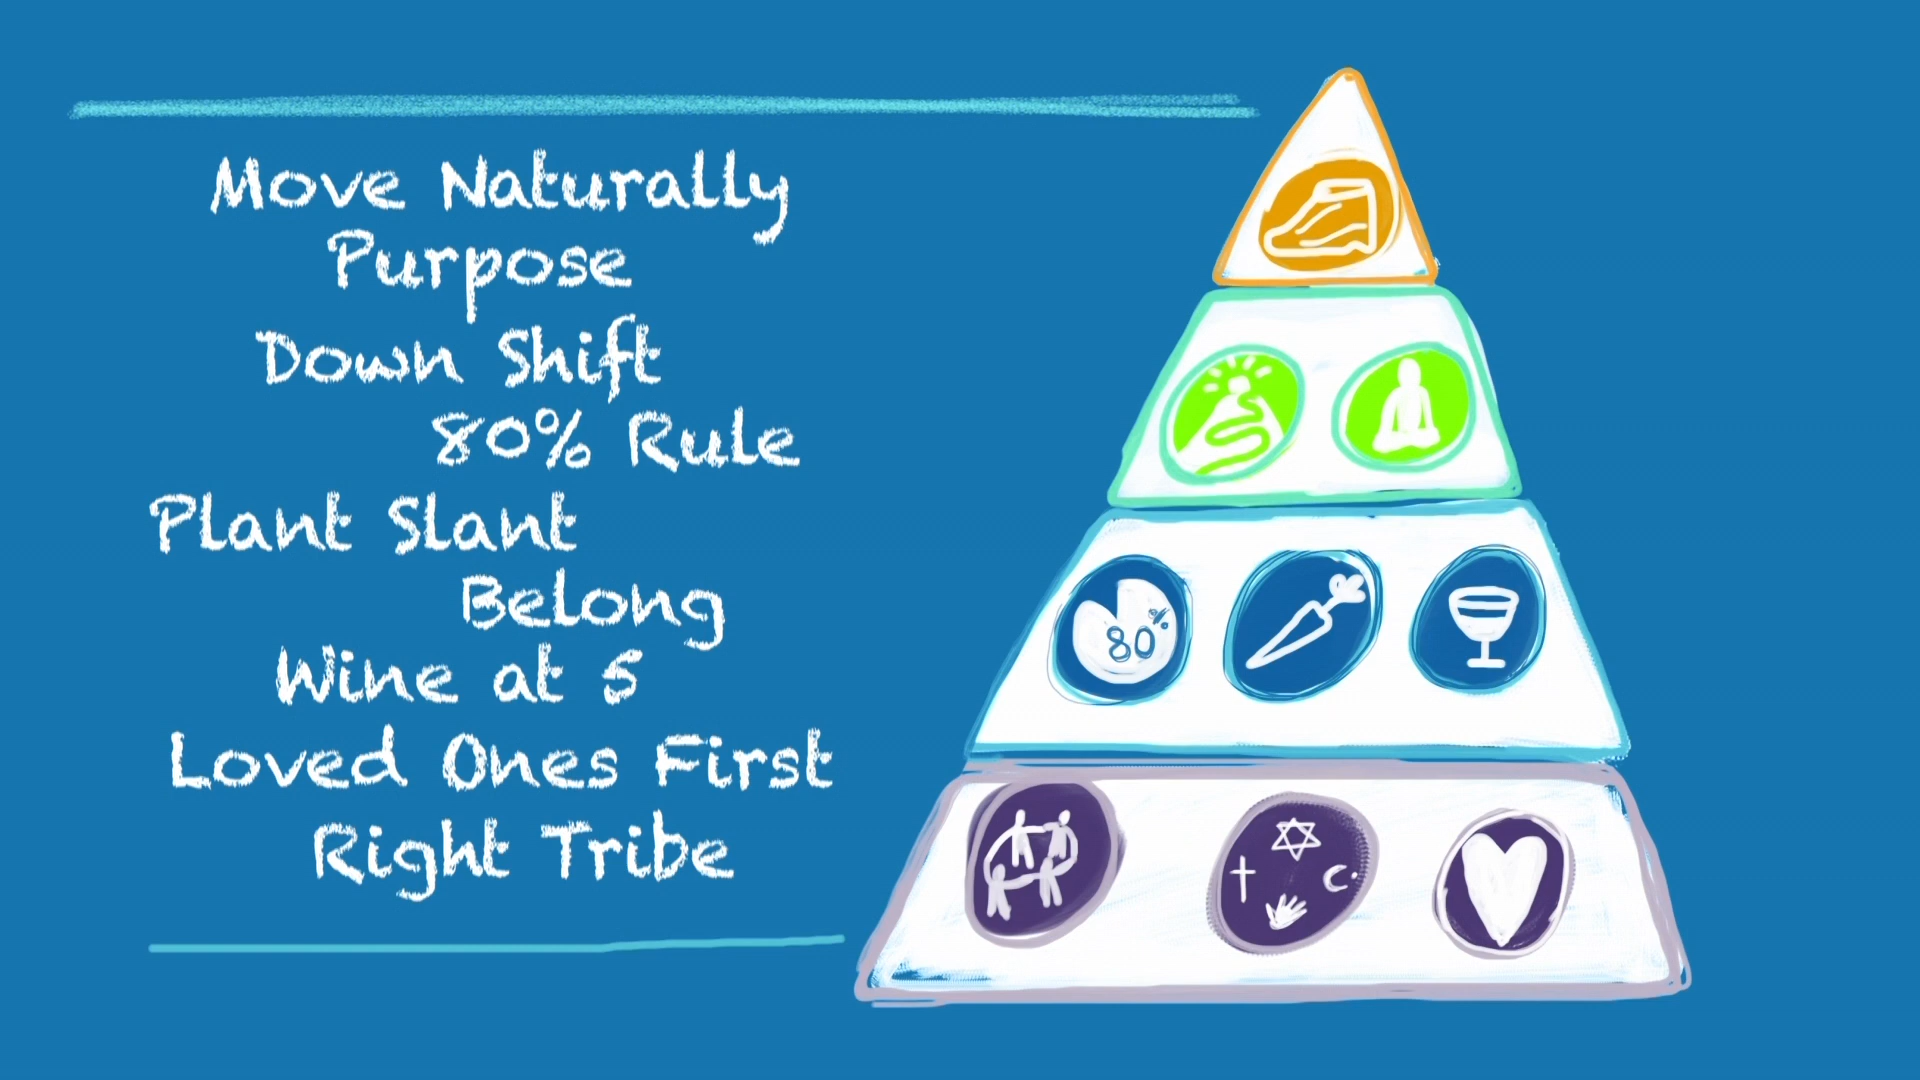 Move Naturally
Purpose
Down Shift
80% Rule
Plant Slant
Belong
Wine at 5
Loved Ones First
Right Tribe
80%